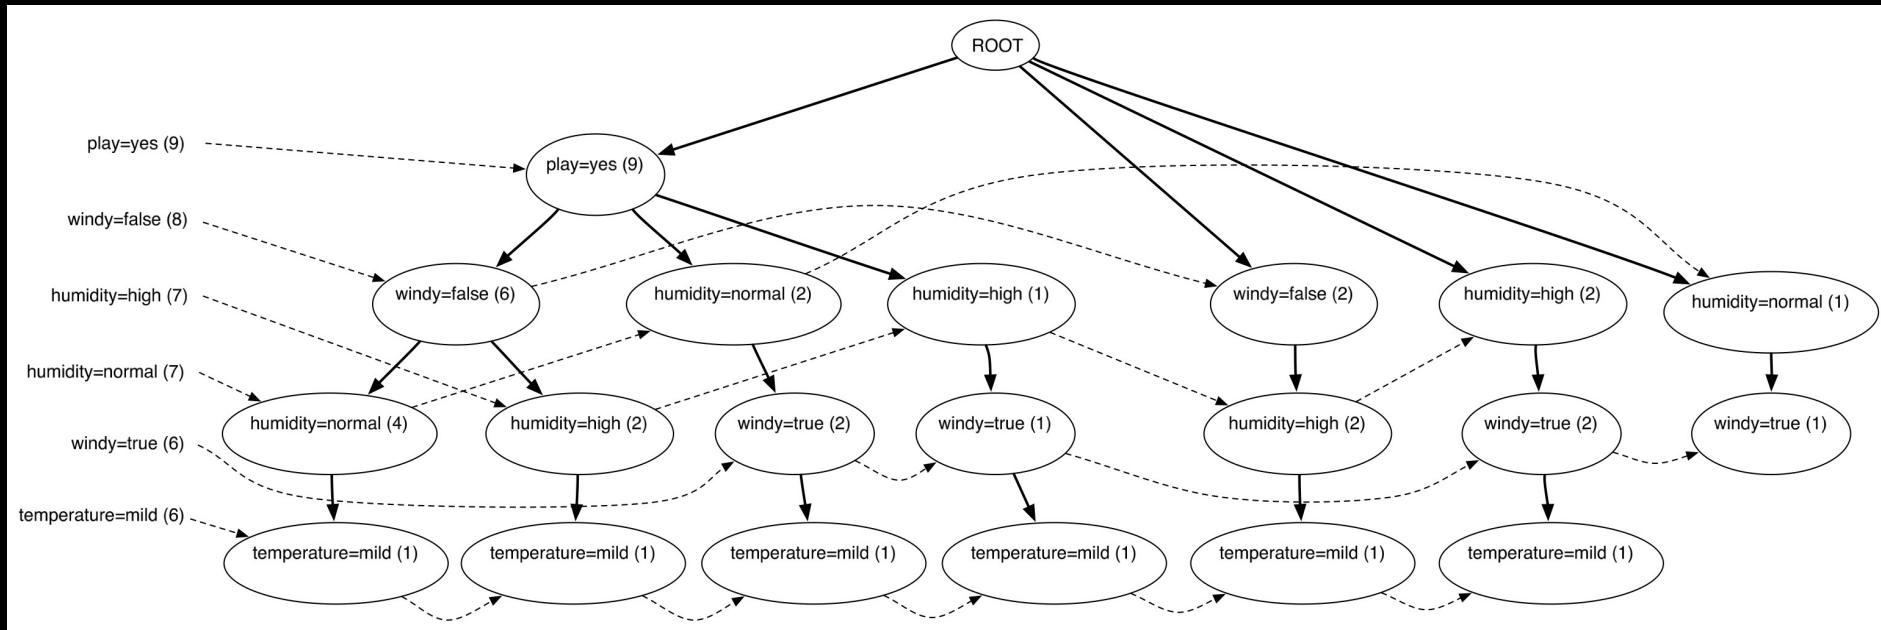 ROOT
play=yes (9)
play=yes (9)
windy=false (8)
humidity=high (7)
windy=false (6)
humidity=normal (2)
humidity=high (1)
windy=false (2)
humidity=high (2)
humidity=normal (1)
humidity=normal (7)
humidity=normal (4)
humidity=high (2)
windy=true (2)
windy=true (1)
humidity=high (2)
windy=true (2)
windy=true (1)
windy=true (6)
temperature=mild (6)
temperature=mild (1)
temperature=mild (1)
temperature=mild (1)
temperature=mild (1)
temperature=mild (1)
temperature=mild (1)